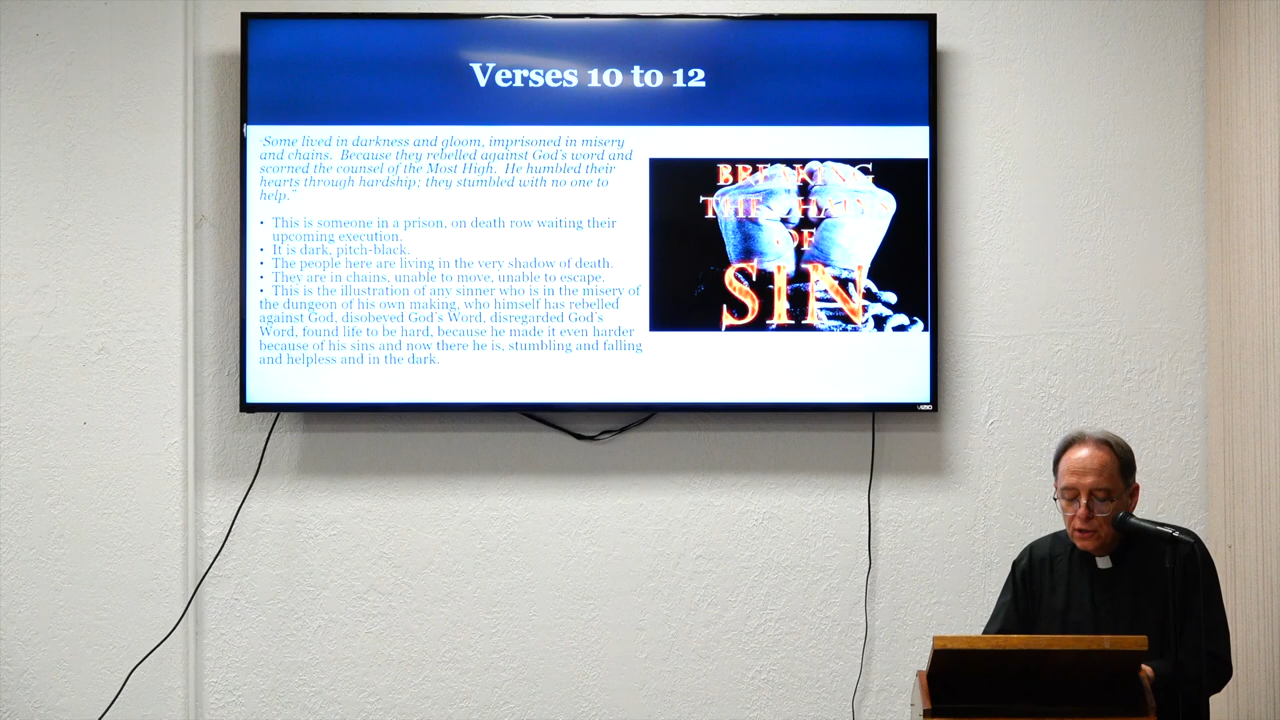 Verses 10 to 12
"Some lived in darkness and gloom, imprisoned in misery
and chains. Because they rebelled against God's word and
scorned the counsel of the Most High. He humbled their
hearts through hardship; they stumbled with no one to
help."
• This is someone in a prison, on death row waiting their
upcoming execution.
• It is dark, pitch-black.
• The people here are living in the very shadow of death.
• They are in chains, unable to move, unable to escape.
• This is the illustration of any sinner who is in the misery of
the dungeon of his own making, who himself has rebelled
against God, disobeyed God's Word, disregarded God's
Word, found life to be hard, because he made it even harder
because of his sins and now there he is, stumbling and falling
and helpless and in the dark.
BREAKING
THE CHAINS
OF
SIN
VIZIO